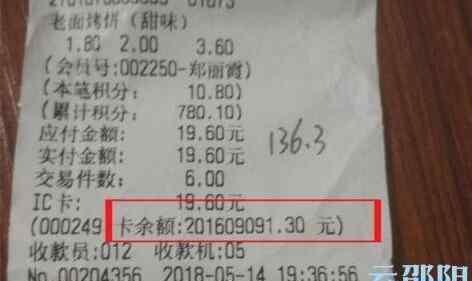 老面烤饼(甜味)
1.80 2.00 3.60
(会员号:002250-郑丽霞)
(本笔积分: 10.80)
(累计积分: 780.10)
应付金额: 19.60元
实付金额: 19.60元
交易件数: 6.00
136.3
IC卡: 19.60元
(000249 卡余额:201609091.30 元)
收款员:012 收款机:05
No.00204356 2018-05-14 19:36:56
云邵阳